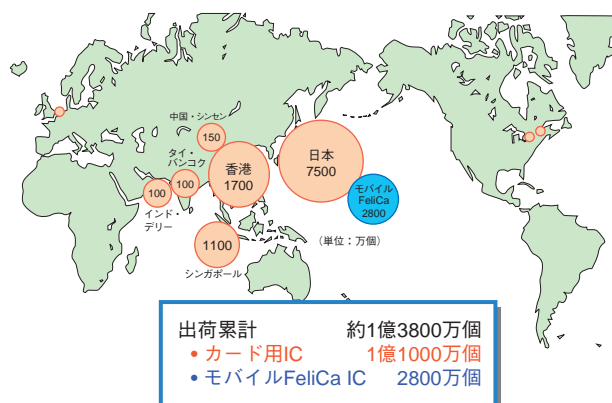 中国・シンセン
150
タイ・
バンコク
100
100
インド・
デリー
香港
1700
日本
7500
モバイル
FeliCa
2800
(単位:万個)
1100
シンガポール
出荷累計 約1億3800万個
• カード用IC 1億1000万個
• モバイルFeliCa IC 2800万個